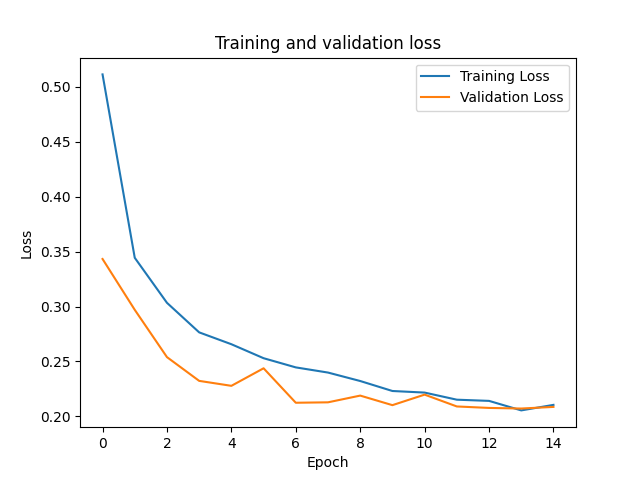 Training and validation loss
Training Loss
Validation Loss
0.50
0.45
0.40
0.35
0.30
0.25
0.20
Loss
0 2 4 6 8 10 12 14
Epoch